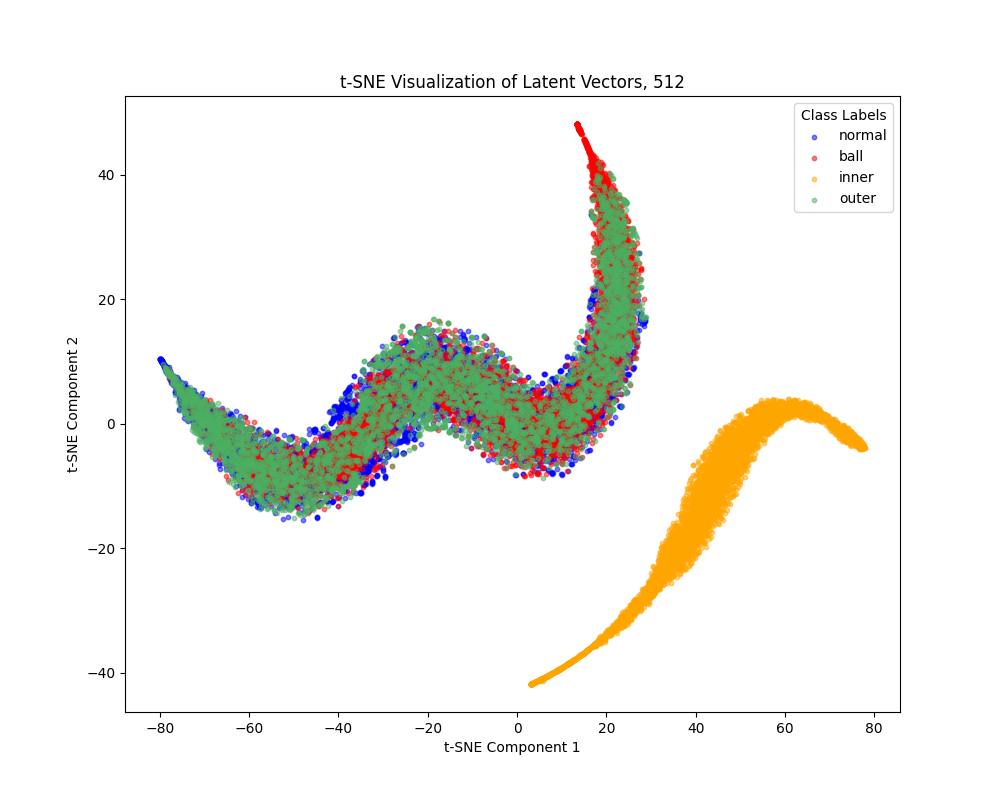 t-SNE Visualization of Latent Vectors, 512
Class Labels
normal
ball
inner
outer
t-SNE Component 2
40
20
0
−20
−40
−80
−60
−40
−20
0
20
40
60
80
t-SNE Component 1